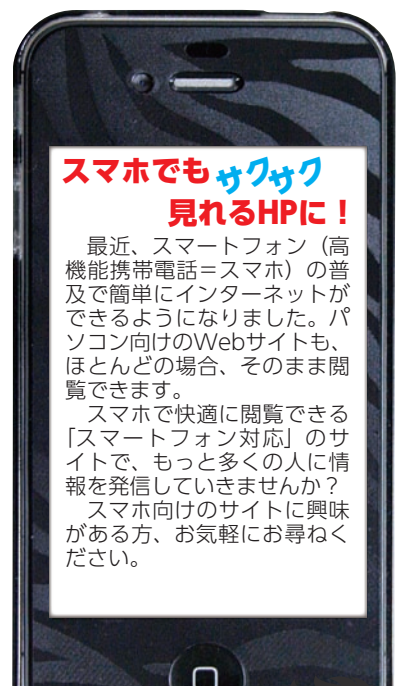 スマホでもサクサク
見れるHPに！
　最近、スマートフォン（高
機能携帯電話＝スマホ）の普
及で簡単にインターネットが
できるようになりました。パ
ソコン向けのWebサイトも、
ほとんどの場合、そのまま閲
覧できます。
　スマホで快適に閲覧できる
「スマートフォン対応」のサ
イトで、もっと多くの人に情
報を発信していきませんか？
　スマホ向けのサイトに興味
がある方、お気軽にお尋ねく
ださい。